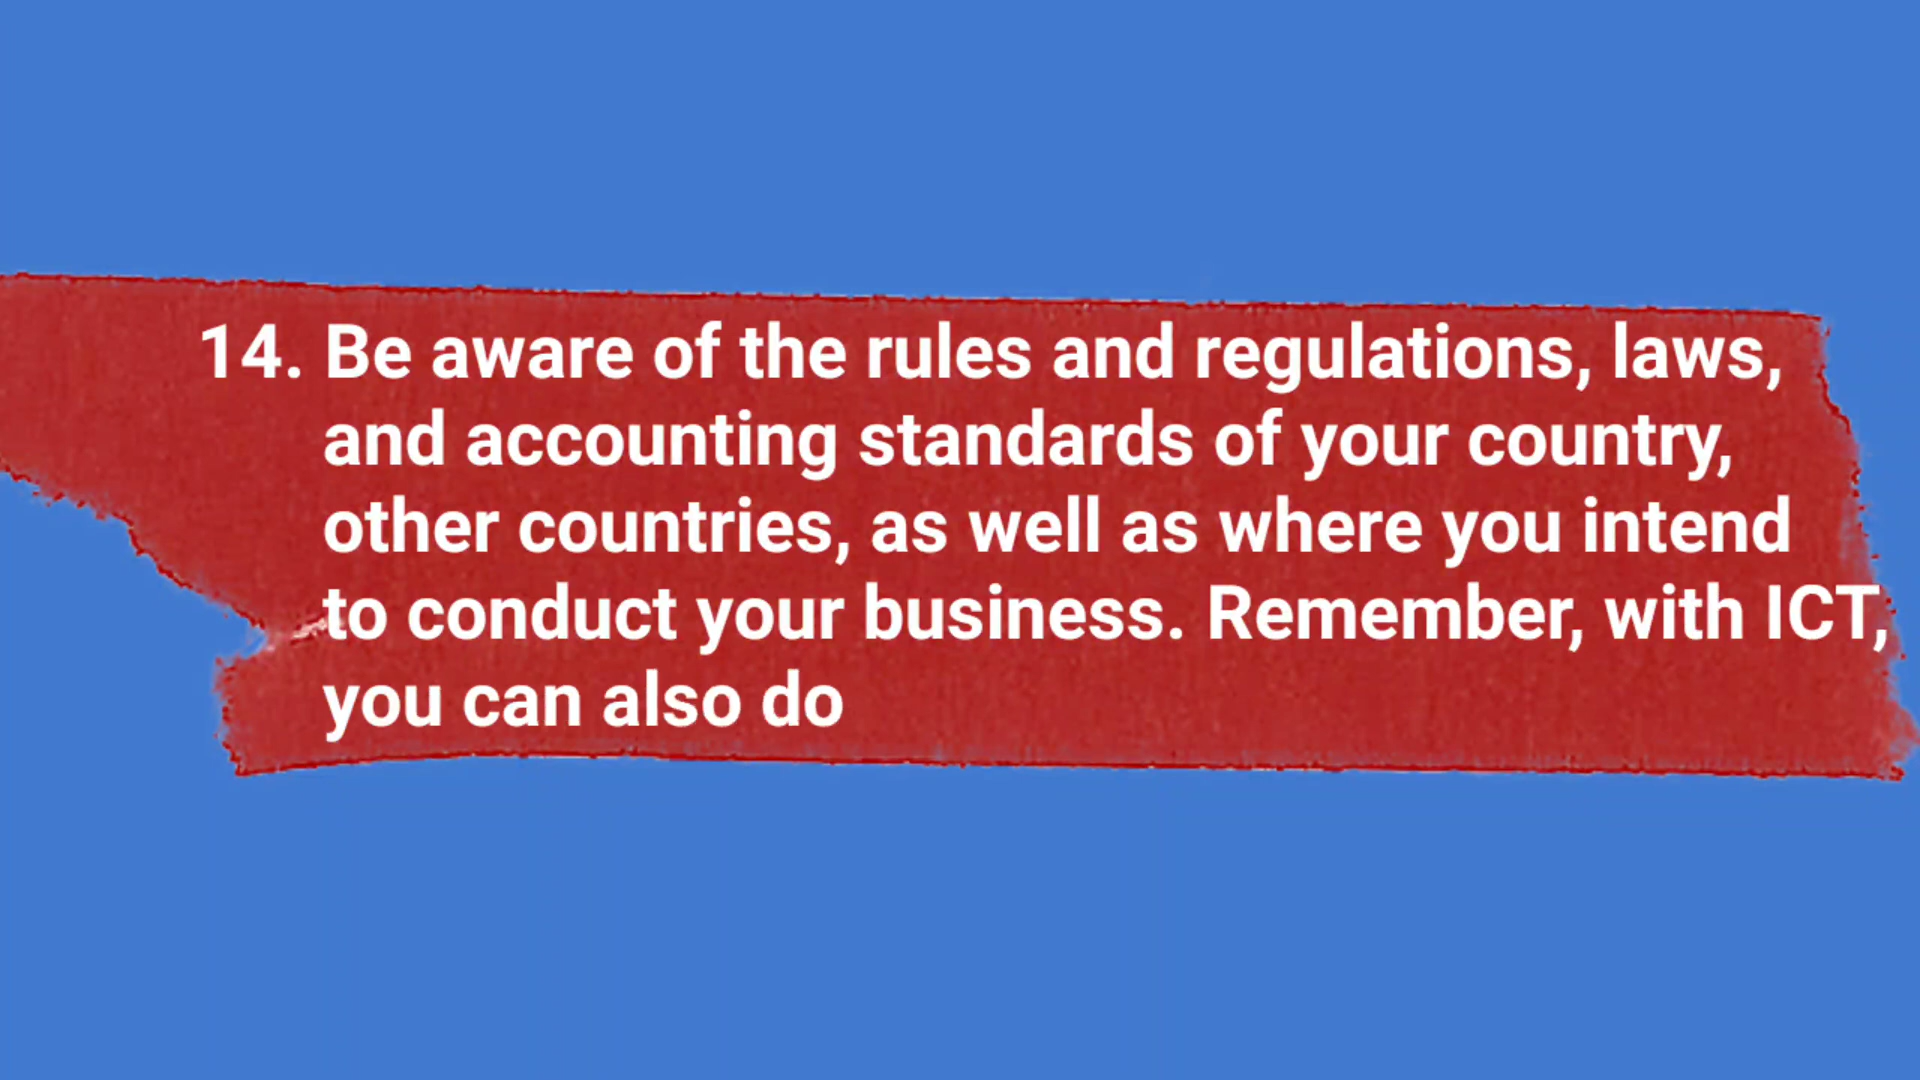 14. Be aware of the rules and regulations, laws,
and accounting standards of your country,
other countries, as well as where you intend
to conduct your business. Remember, with ICT,
you can also do